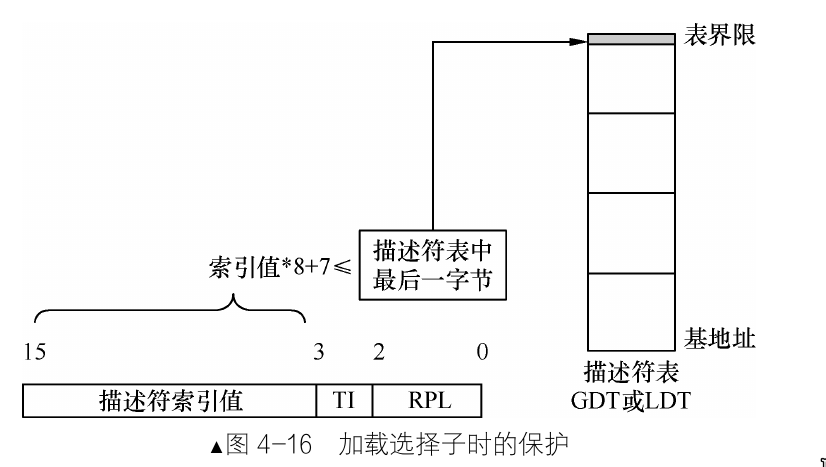 表界限
描述符表中
索引值*8+7≤
最后一字节
基地址
15 3 2 0
描述符表
GDT或LDT
描述符索引值 TI RPL
▲图 4-16 加载选择子时的保护